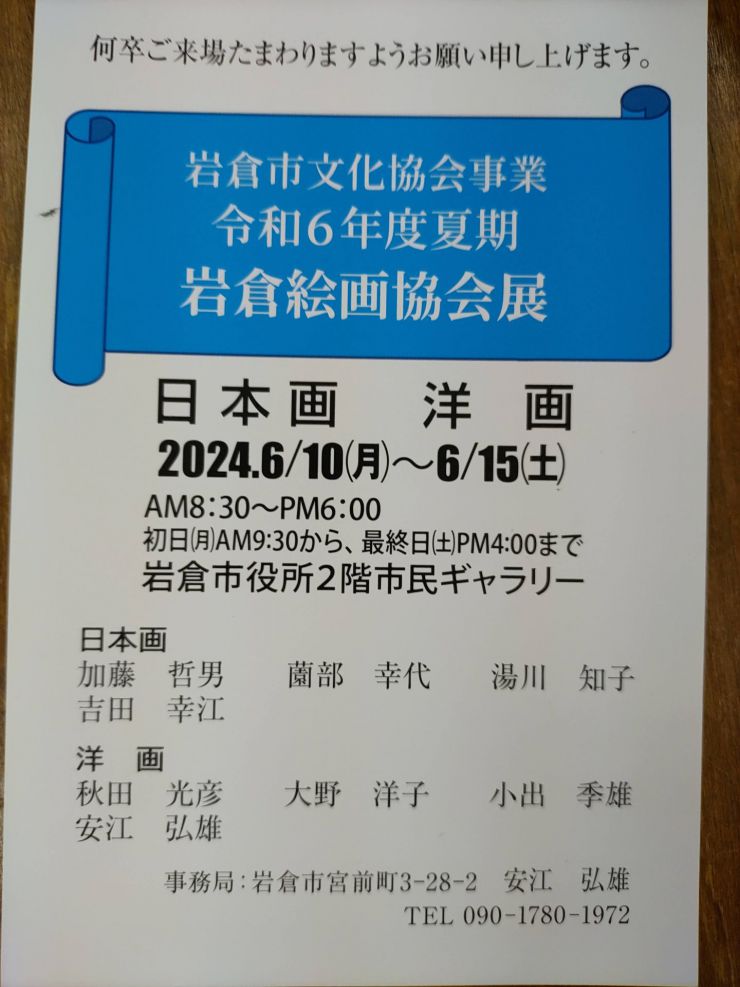 何卒ご来場たまわりますようお願い申し上げます。
岩倉市文化協会事業
令和6年度夏期
岩倉絵画協会展
日本画　洋　画
2024.6/10㈪～6/15㈯
AM8:30～PM6:00
初日㈪AM9:30から、最終日㈯PM4:00まで
岩倉市役所2階市民ギャラリー
日本画
加藤　哲男　　薗部　幸代　　湯川　知子
吉田　幸江
洋　画
秋田　光彦　　大野　洋子　　小出　季雄
安江　弘雄
事務局：岩倉市宮前町3-28-2　安江　弘雄
TEL 090-1780-1972